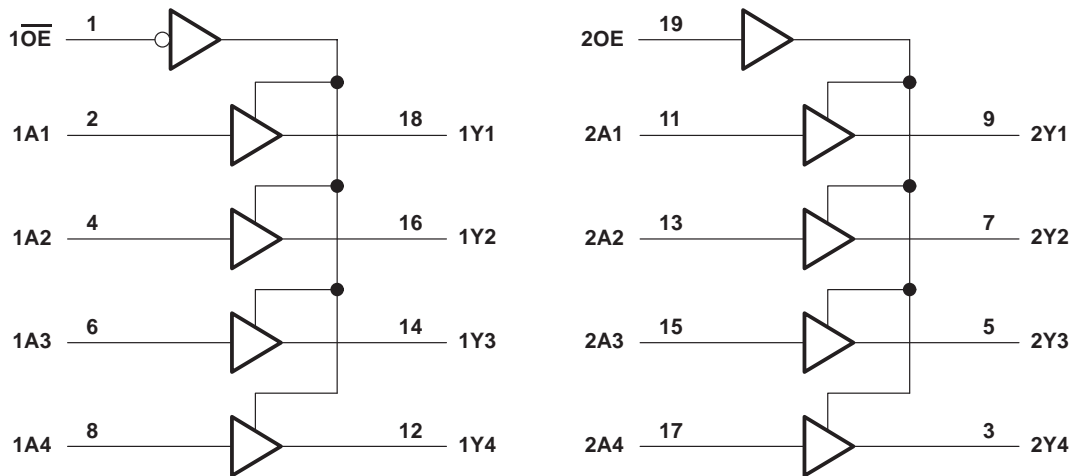 1O̅E̅ 1
1A1 2 18 1Y1
1A2 4 16 1Y2
1A3 6 14 1Y3
1A4 8 12 1Y4
2OE 19
2A1 11 9 2Y1
2A2 13 7 2Y2
2A3 15 5 2Y3
2A4 17 3 2Y4